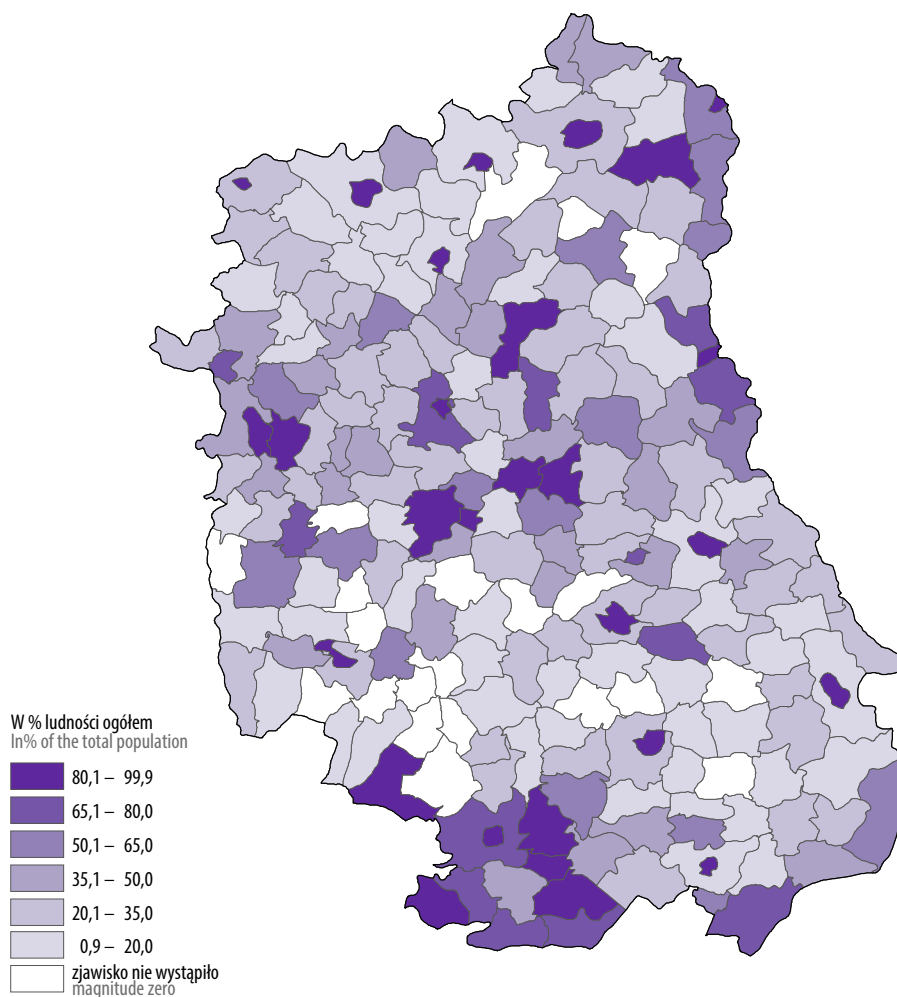 W % ludności ogółem
In% of the total population
80,1 – 99,9
65,1 – 80,0
50,1 – 65,0
35,1 – 50,0
20,1 – 35,0
0,9 – 20,0
zjawisko nie wystąpiło
magnitude zero